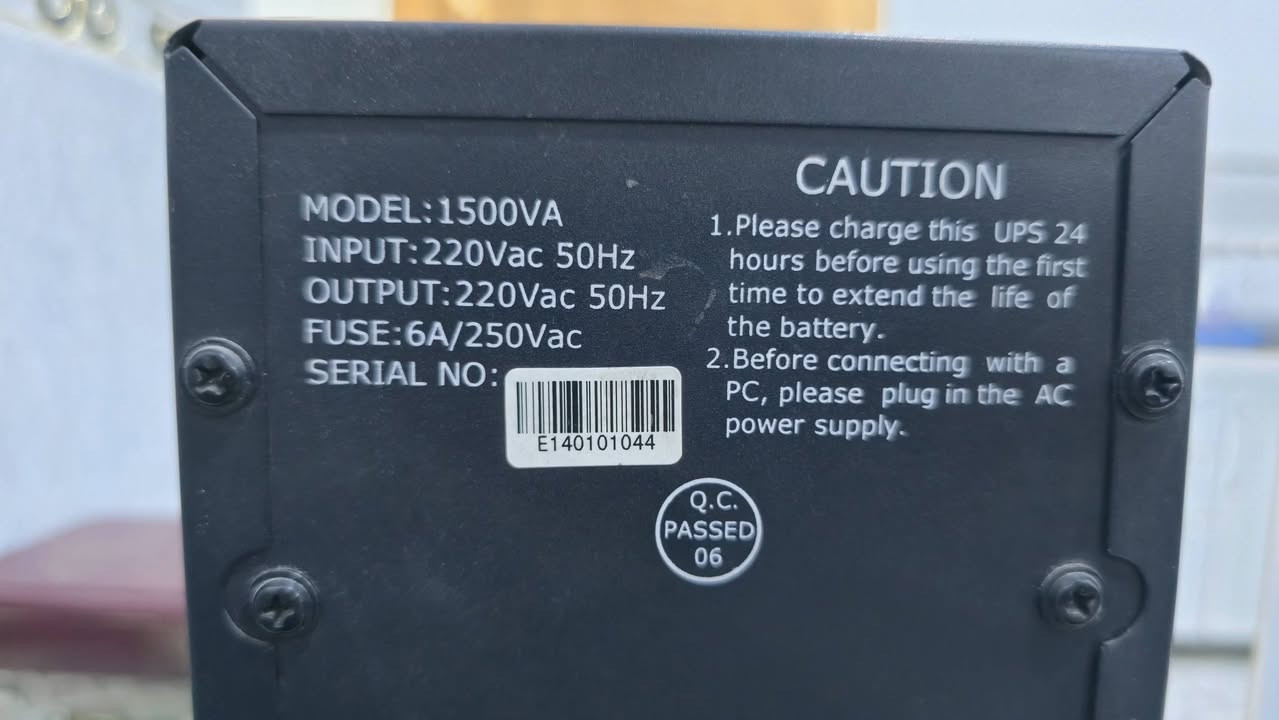 MODEL:1500VA
INPUT:220Vac 50Hz
OUTPUT:220Vac 50Hz
FUSE:6A/250Vac
SERIAL NO:
E140101044
CAUTION
1.Please charge this UPS 24
hours before using the first
time to extend the life of
the battery.
2.Before connecting with a
PC, please plug in the AC
power supply.
Q.C.
PASSED
06